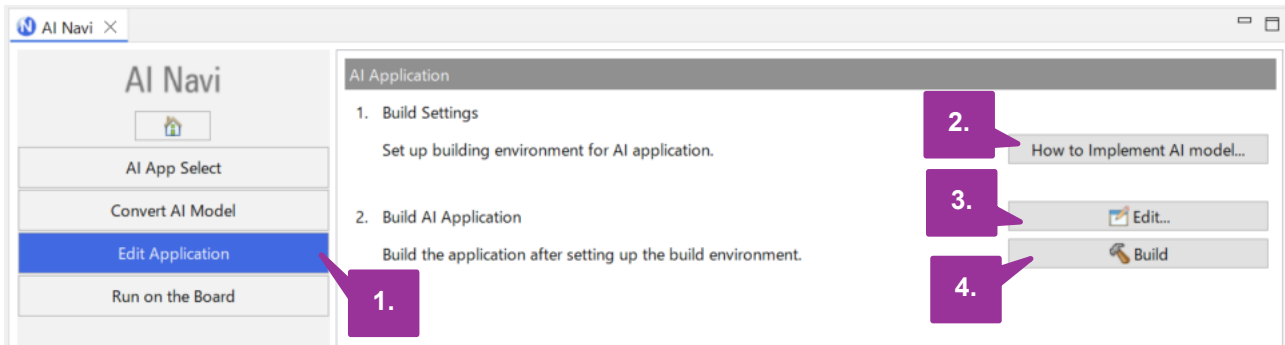 AI Navi
AI Navi
AI App Select
Convert AI Model
Edit Application
Run on the Board
1.
AI Application
1. Build Settings
Set up building environment for AI application.
2.
How to Implement AI model...
2. Build AI Application
3.
Edit...
Build the application after setting up the build environment.
4.
Build